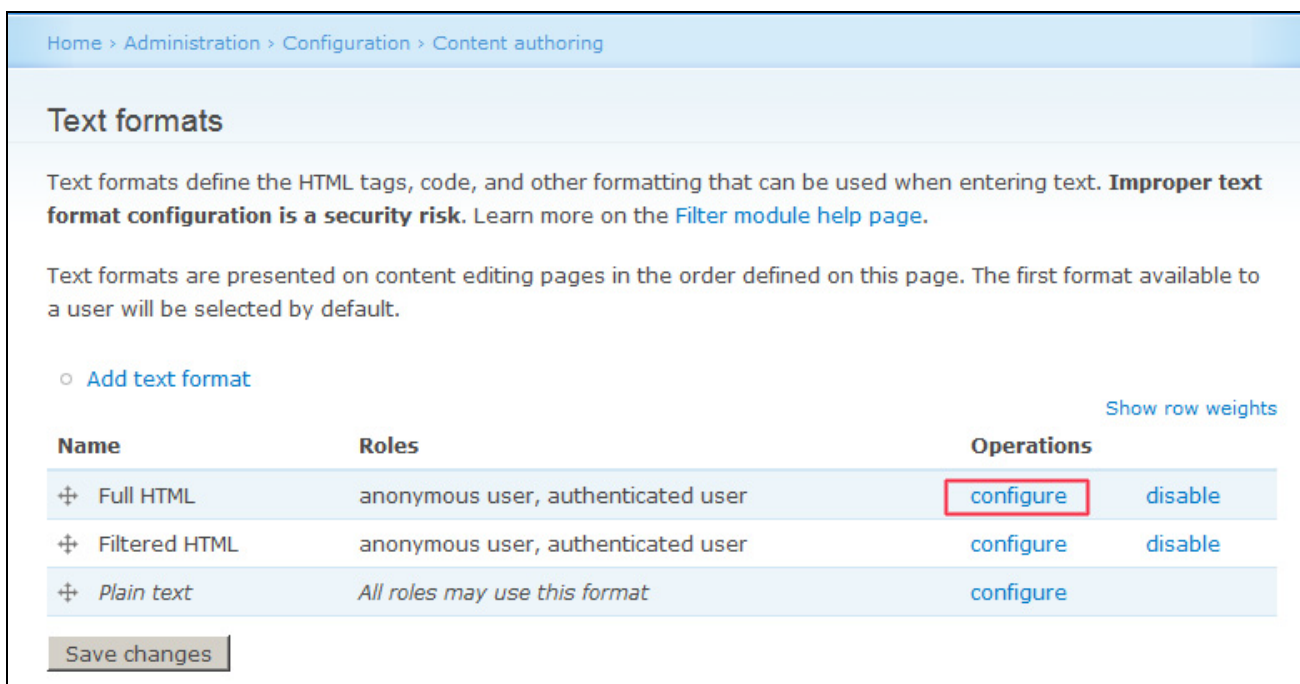 Home › Administration › Configuration › Content authoring
Text formats
Text formats define the HTML tags, code, and other formatting that can be used when entering text. Improper text
format configuration is a security risk. Learn more on the Filter module help page.
Text formats are presented on content editing pages in the order defined on this page. The first format available to
a user will be selected by default.
Add text format
Show row weights
Name Roles Operations
Full HTML anonymous user, authenticated user configure disable
Filtered HTML anonymous user, authenticated user configure disable
Plain text All roles may use this format configure
Save changes